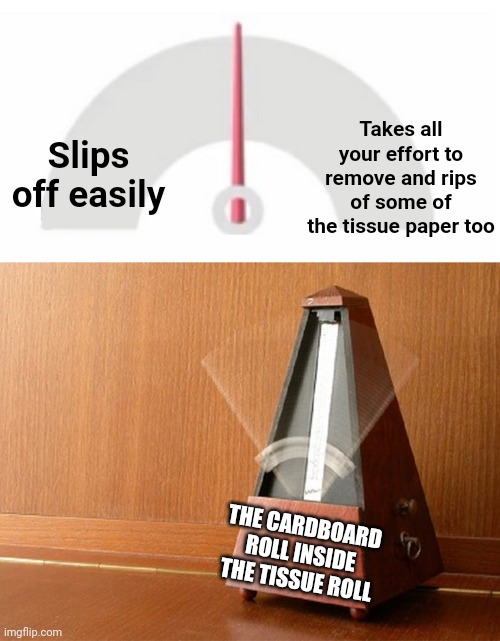 Slips
off easily
Takes all
your effort to
remove and rips
of some of
the tissue paper too
THE CARDBOARD
ROLL INSIDE
THE TISSUE ROLL
imgflip.com